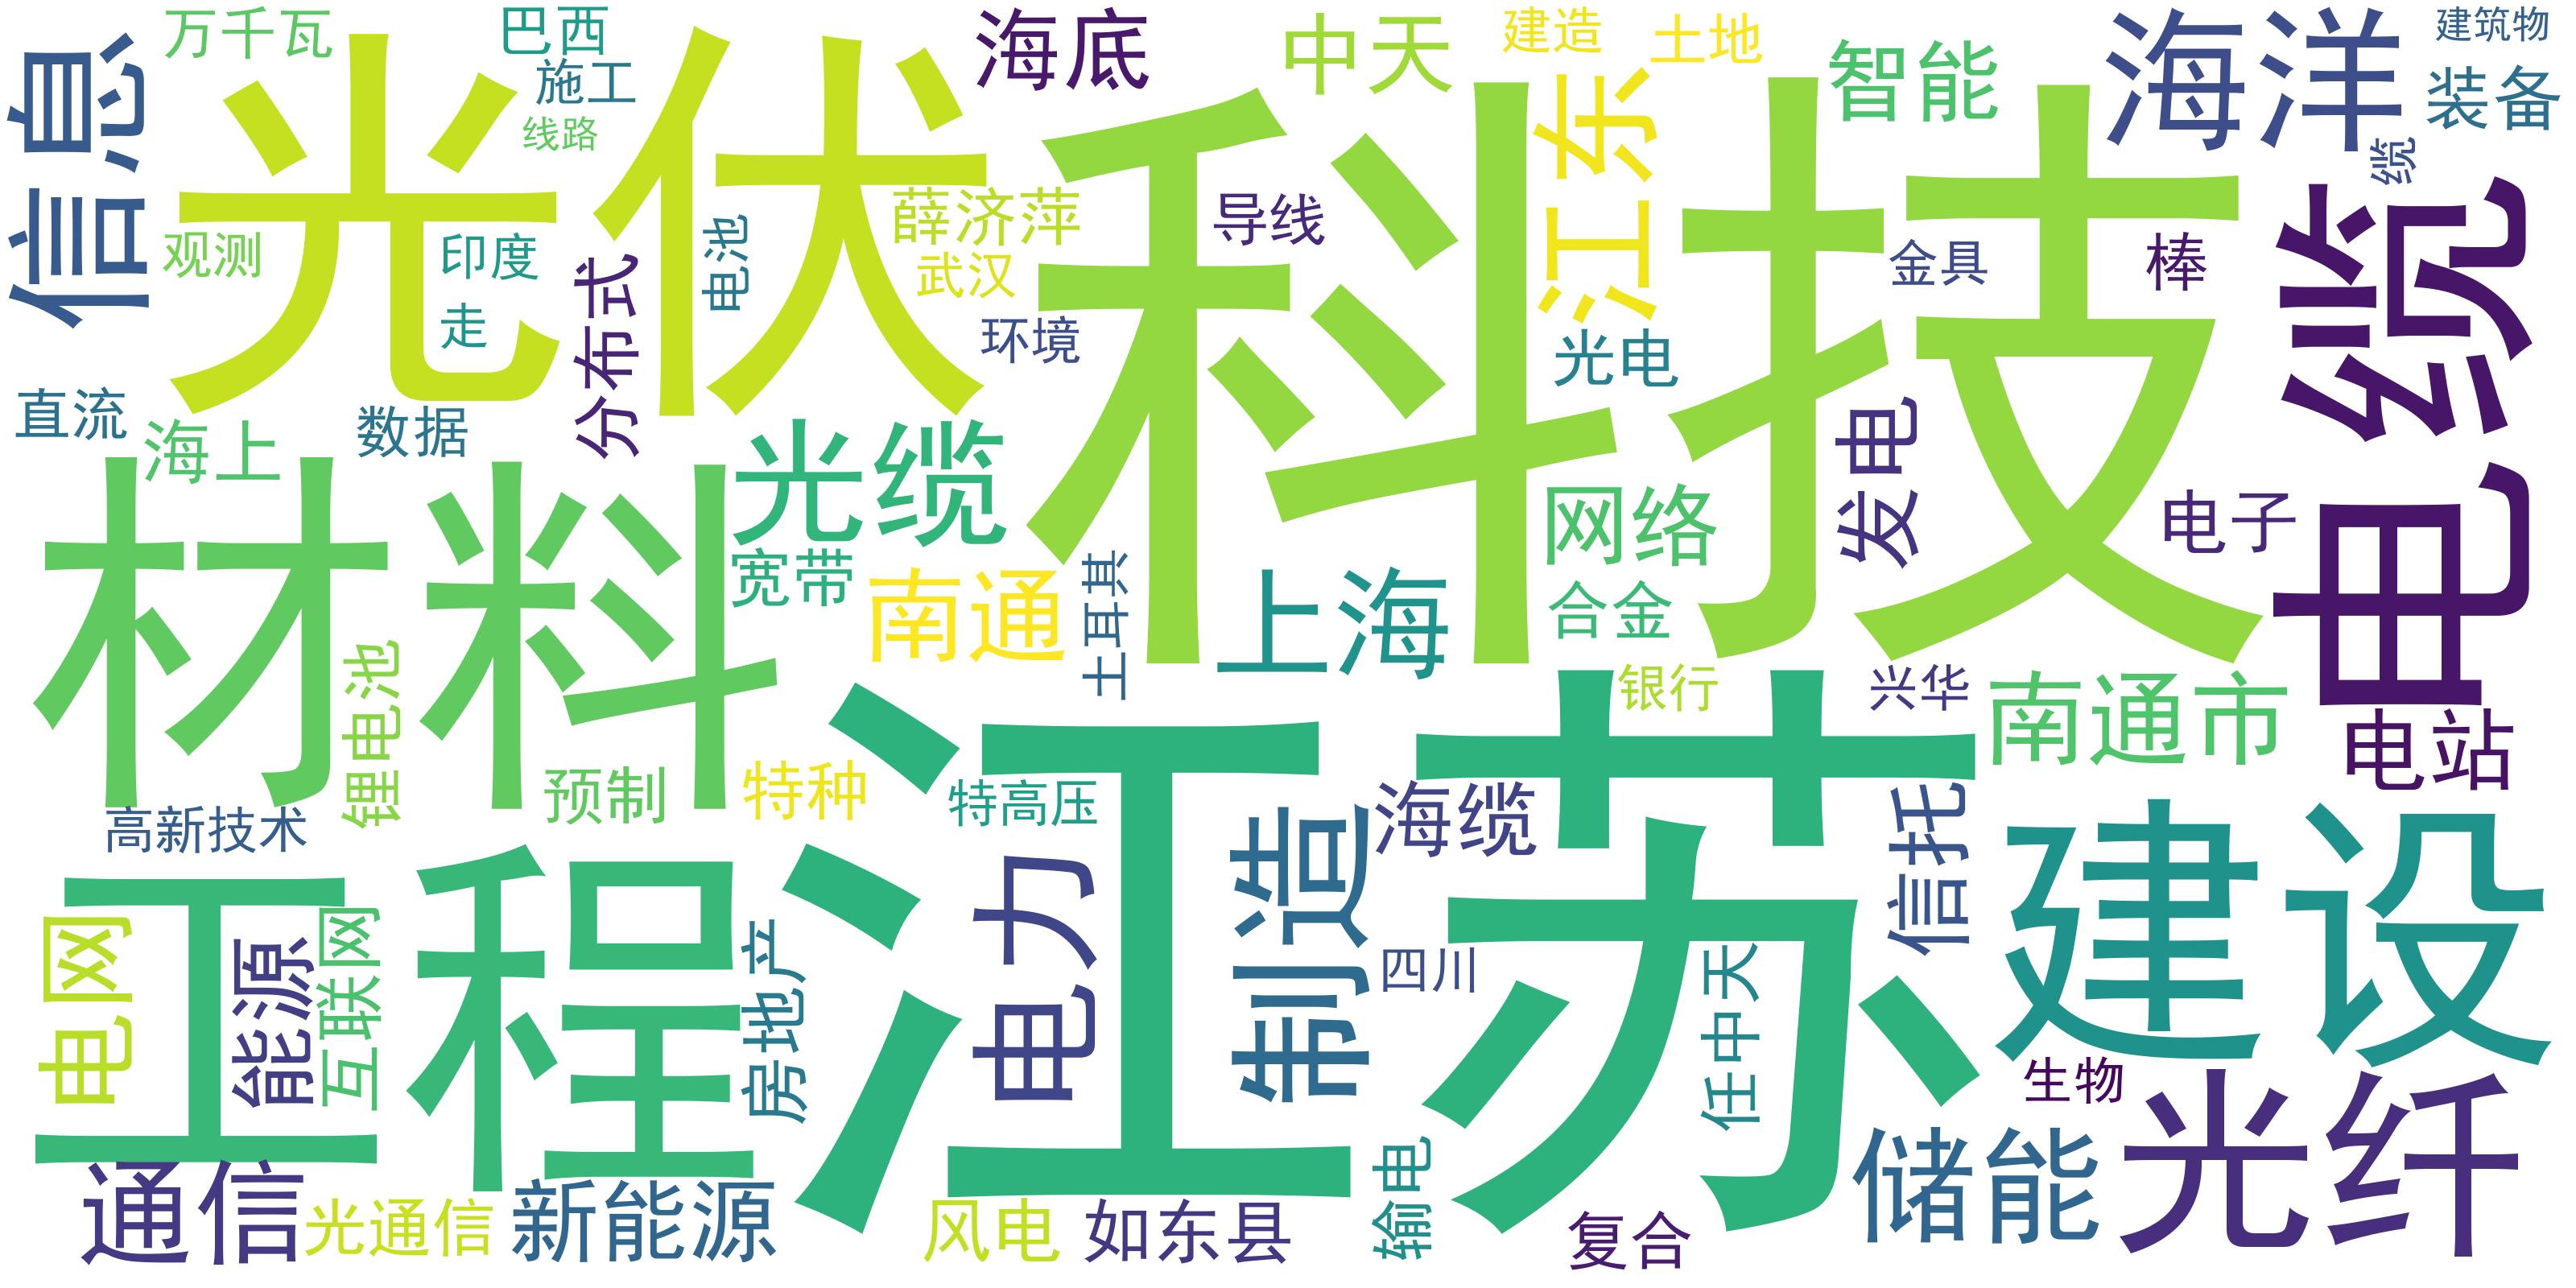 信息
万千瓦
光伏
巴西
施工
线路
海底
中天
建造
土地
江东
智能
海洋
建筑物
装备
缆
电缆
科技
观测
印度
走
分布式
电池
薛济萍
武汉
环境
导线
光电
金具
棒
直流
海上
数据
材料
光缆
宽带
南通
土耳其
上海
网络
合金
发电
电子
锂电池
预制
特种
特高压
高新技术
江苏
银行
兴华
南通市
电站
工程
电网
能源
互联网
房地产
电力
制造
海缆
四川
任中天
信托
建设
生物
通信
光通信
新能源
风电
如东县
输电
复合
储能
光纤